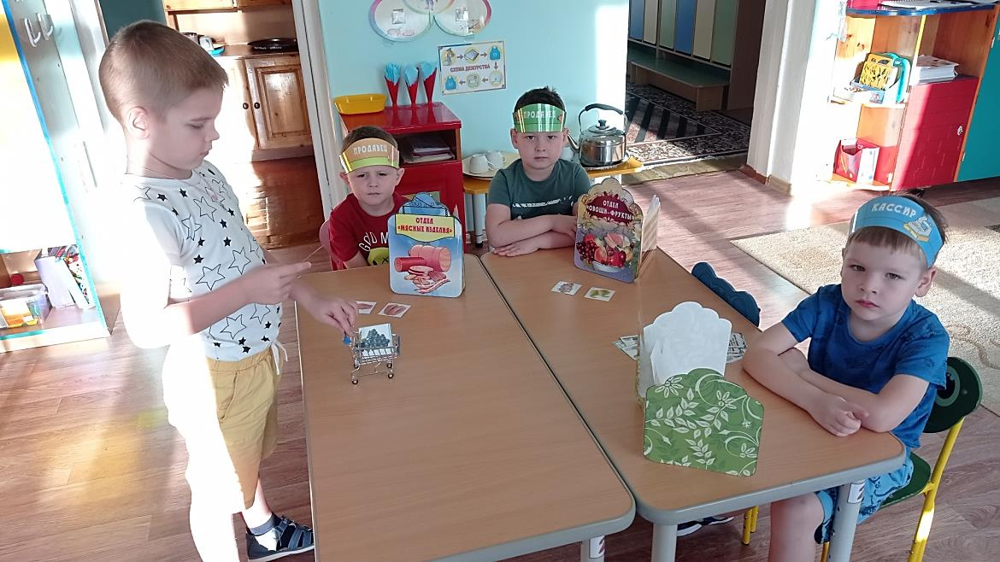 СХЕМА ДЕЖУРСТВА
ПРОДАВЕЦ
ПРОДАВЕЦ
ОТДЕЛ
«МЯСНЫЕ ИЗДЕЛИЯ»
ОТДЕЛ
«ОВОЩИ-ФРУКТЫ»
КАССИР